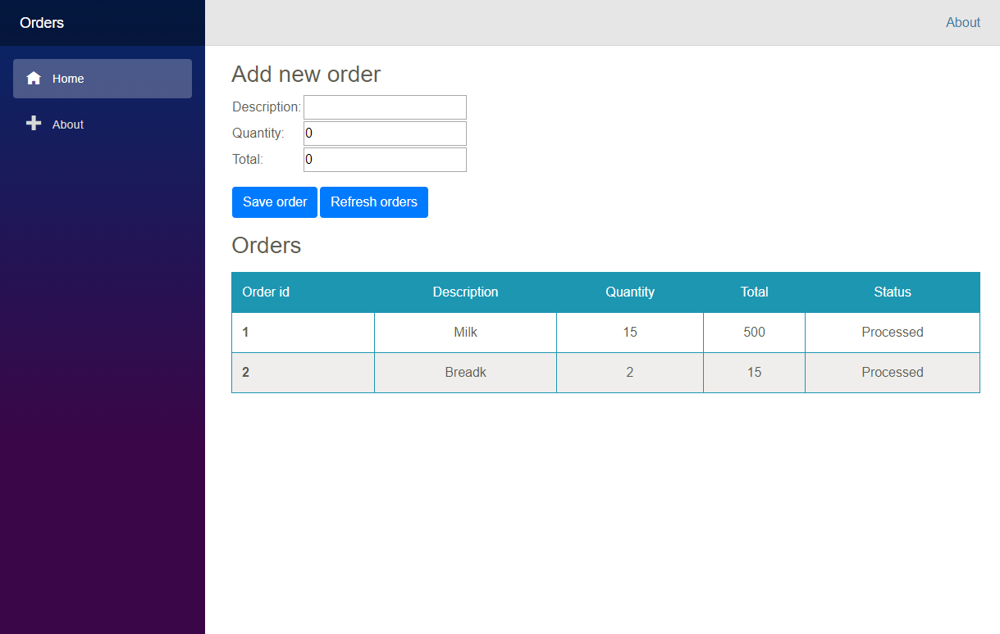 Orders
About
Home
About
Add new order
Description:
Quantity: 0
Total: 0
Save order Refresh orders
Orders
Order id Description Quantity Total Status
1 Milk 15 500 Processed
2 Breadk 2 15 Processed